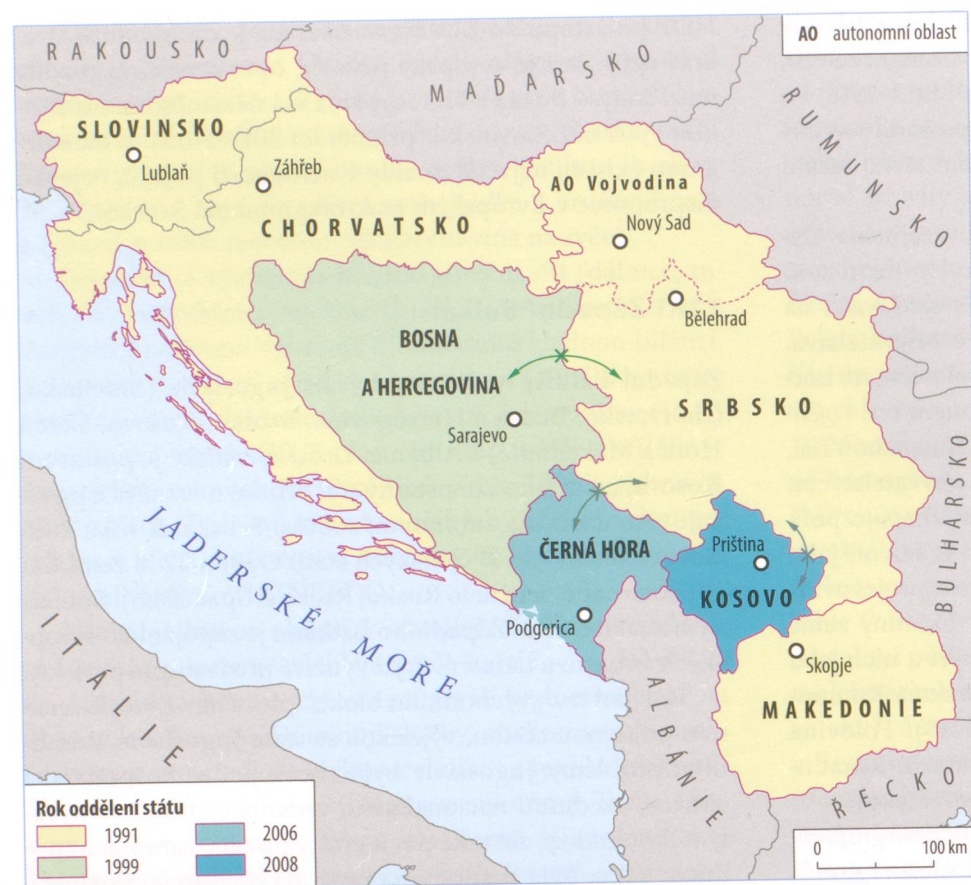 AO autonomní oblast
RAKOUSKO
MAĎARSKO
RUMUNSKO
SLOVINSKO
Lublaň
Záhřeb
CHORVATSKO
AO Vojvodina
Nový Sad
Bělehrad
BOSNA
A HERCEGOVINA
Sarajevo
SRBSKO
JADERSKÉ MOŘE
ČERNÁ HORA
Podgorica
Priština
KOSOVO
Skopje
MAKEDONIE
BULHARSKO
ITÁLIE
ALBÁNIE
ŘECKO
Rok oddělení státu
1991
2006
1999
2008
0 100 km